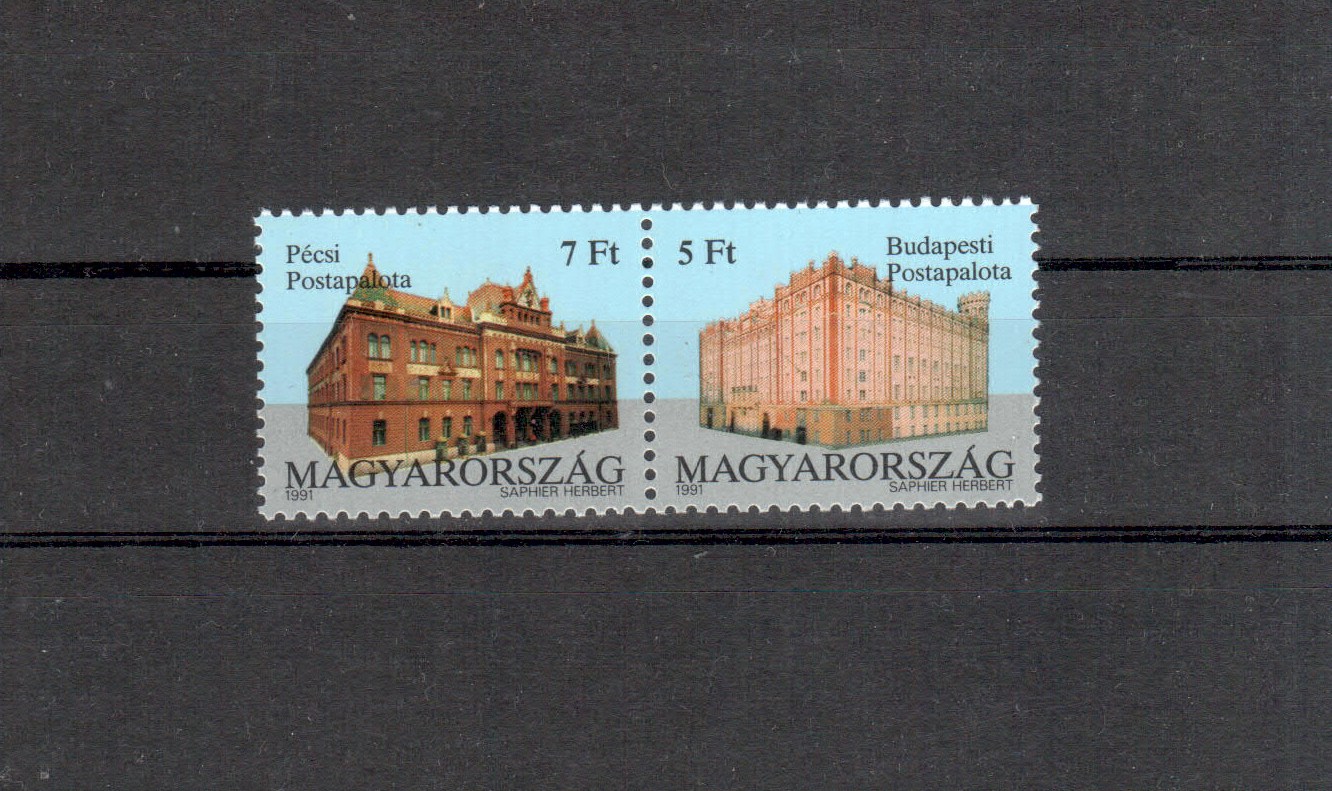 Pécsi
Postapalota
7 Ft
MAGYARORSZÁG
1991
SAPHIER HERBERT
5 Ft
Budapesti
Postapalota
MAGYARORSZÁG
1991
SAPHIER HERBERT